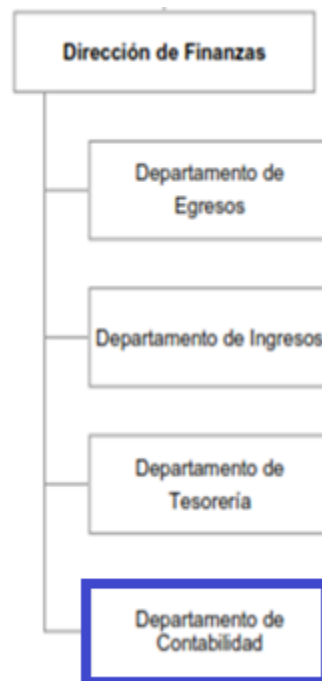 Dirección de Finanzas
Departamento de
Egresos
Departamento de Ingresos
Departamento de
Tesorería
Departamento de
Contabilidad